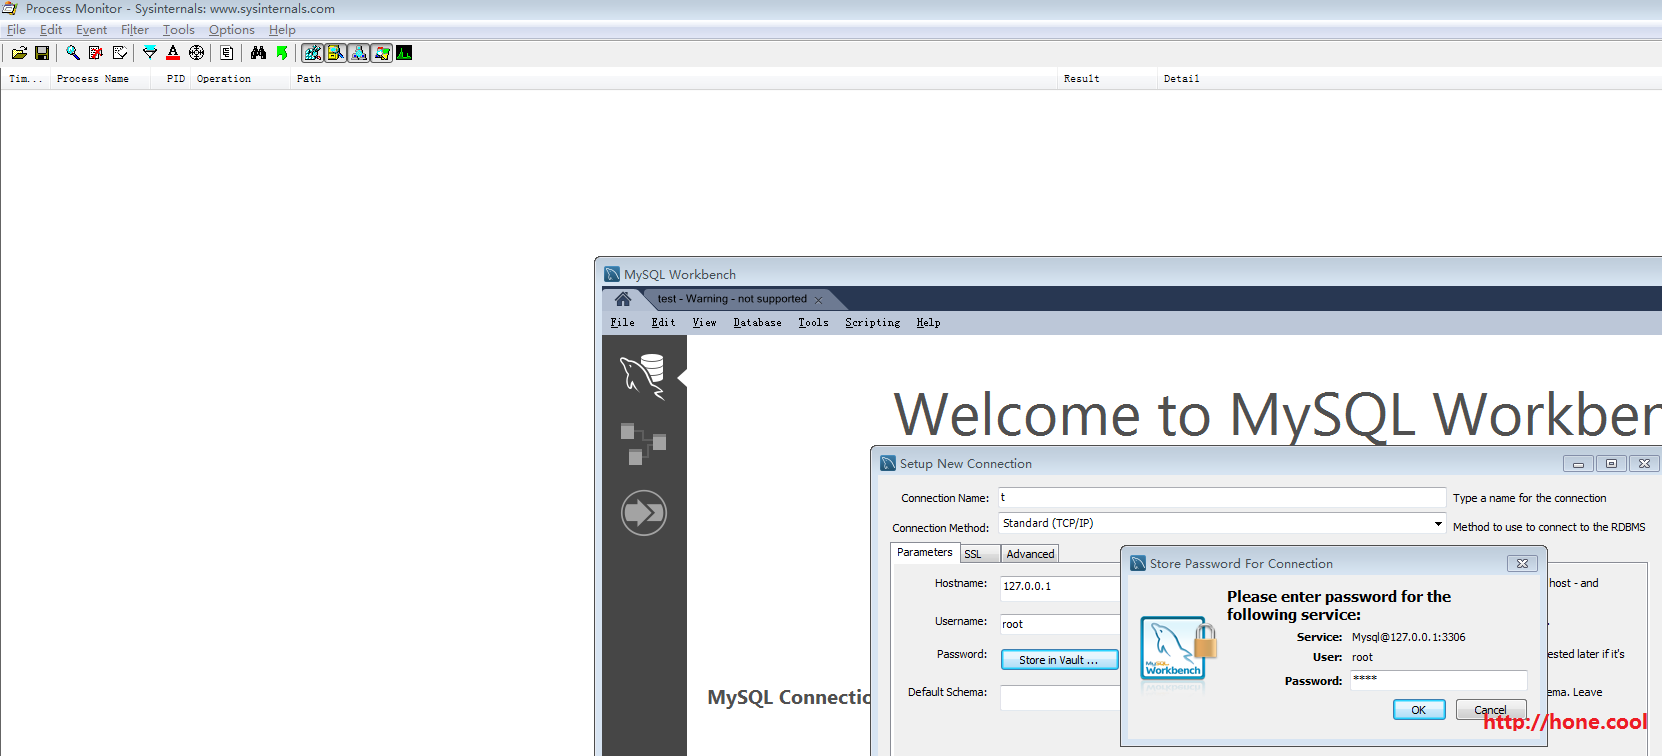 Process Monitor - Sysinternals: www.sysinternals.com
File Edit Event Filter Tools Options Help
Tim... Process Name PID Operation Path Result Detail
MySQL Workbench
test - Warning - not supported
File Edit View Database Tools Scripting Help
Welcome to MySQL Workben
Setup New Connection
Connection Name: t Type a name for the connection
Connection Method: Standard (TCP/IP) Method to use to connect to the RDBMS
Parameters SSL Advanced
Store Password For Connection
Hostname: 127.0.0.1 host - and
Please enter password for the
following service:
Username: root
Service: Mysql@127.0.0.1:3306
User: root
Password: Store in Vault ... ested later if it's
Password: ****
MySQL
Workbench
Default Schema: ema. Leave
MySQL Connectio
OK Cancel
http://hone.cool